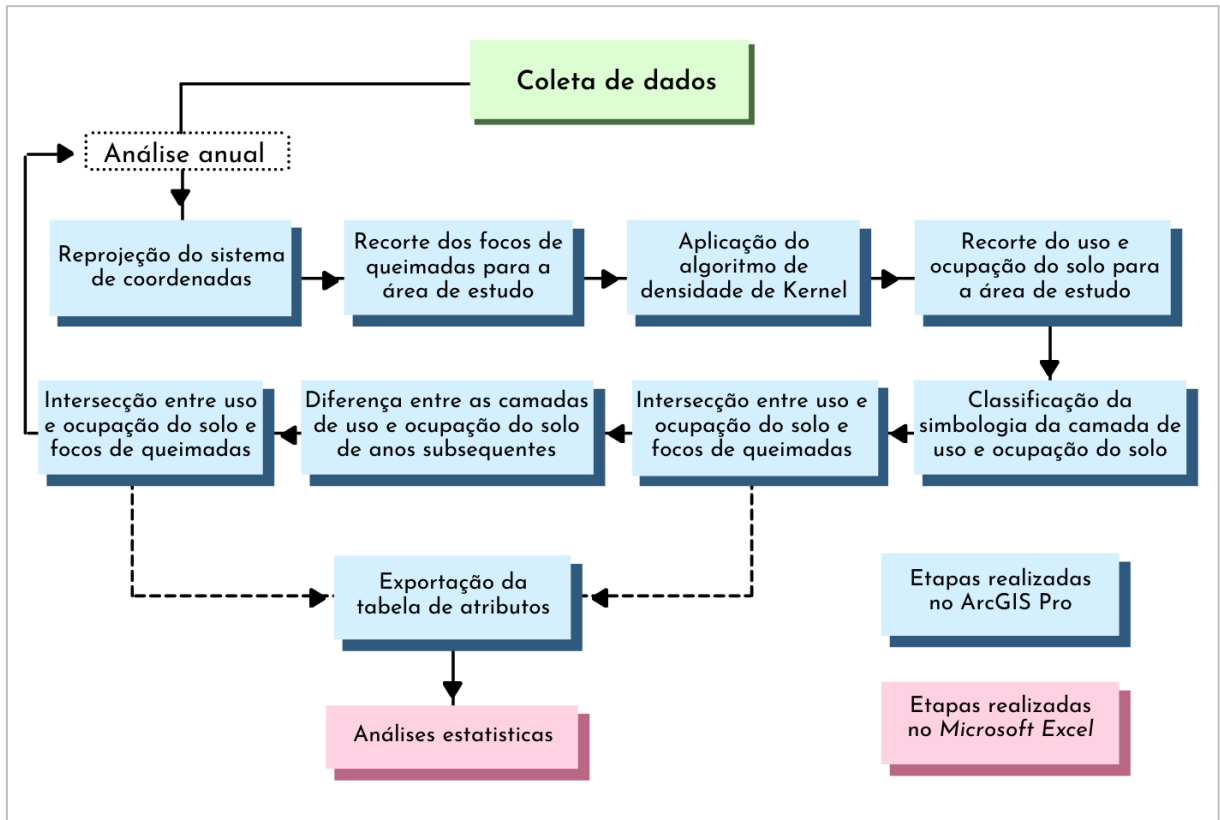 Coleta de dados
Análise anual
Reprojeção do sistema
de coordenadas
Recorte dos focos de
queimadas para a
área de estudo
Aplicação do
algoritmo de
densidade de Kernel
Recorte do uso e
ocupação do solo para
a área de estudo
Classificação da
simbologia da camada de
uso e ocupação do solo
Intersecção entre uso e
ocupação do solo e
focos de queimadas
Diferença entre as camadas
de uso e ocupação do solo
de anos subsequentes
Intersecção entre uso
e ocupação do solo e
focos de queimadas
Exportação da
tabela de atributos
Análises estatisticas
Etapas realizadas
no ArcGIS Pro
Etapas realizadas
no Microsoft Excel